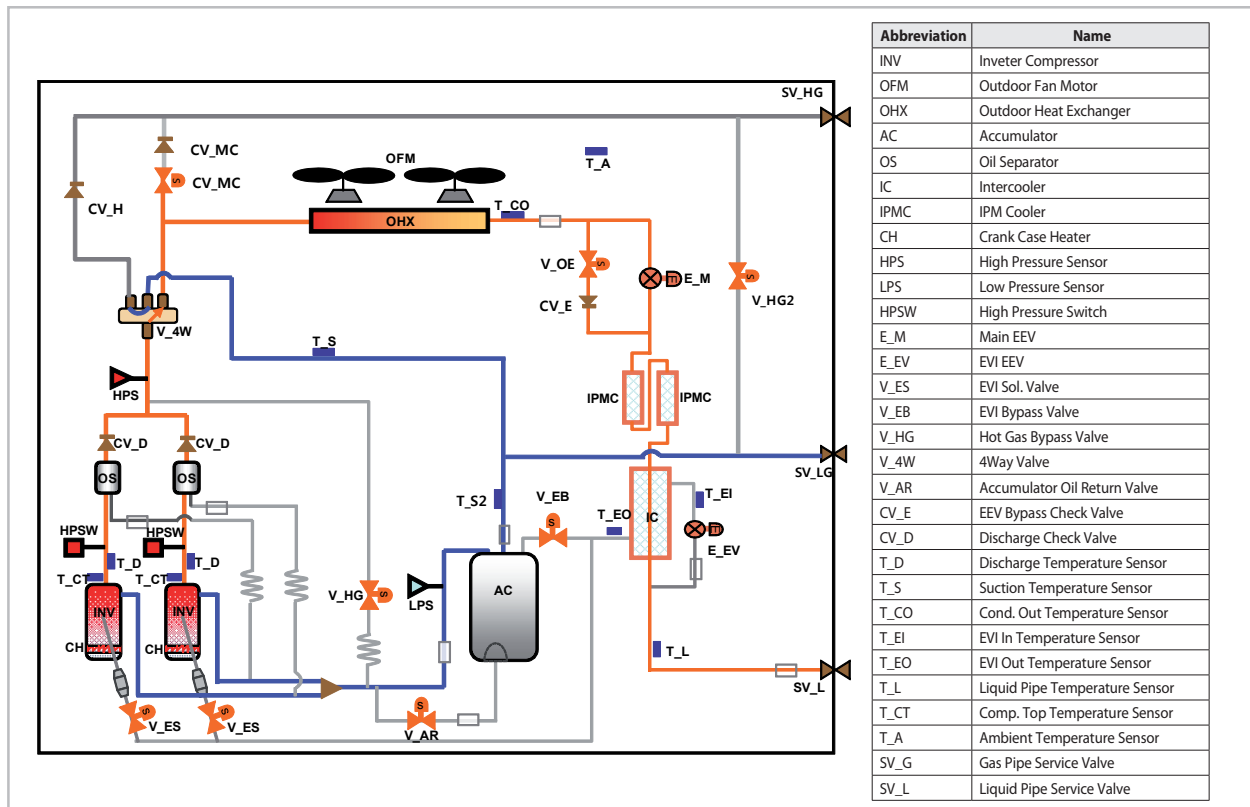 SV_HG
CV_MC
OFM
T_A
CV_MC
CV_H
T_CO
OHX
V_OE
E_M
V_HG2
CV_E
V_4W
T_S
HPS
IPMC
IPMC
CV_D
CV_D
OS
OS
SV_LG
T_S2
V_EB
T_EI
T_EO
IC
HPSW
HPSW
E_EV
T_D
T_D
T_CT
T_CT
V_HG
LPS
AC
INV
INV
CH
CH
T_L
SV_L
V_ES
V_ES
V_AR
S
S
S
S
S
S
S
S
E
E
Abbreviation Name
INV Inveter Compressor
OFM Outdoor Fan Motor
OHX Outdoor Heat Exchanger
AC Accumulator
OS Oil Separator
IC Intercooler
IPMC IPM Cooler
CH Crank Case Heater
HPS High Pressure Sensor
LPS Low Pressure Sensor
HPSW High Pressure Switch
E_M Main EEV
E_EV EVI EEV
V_ES EVI Sol. Valve
V_EB EVI Bypass Valve
V_HG Hot Gas Bypass Valve
V_4W 4Way Valve
V_AR Accumulator Oil Return Valve
CV_E EEV Bypass Check Valve
CV_D Discharge Check Valve
T_D Discharge Temperature Sensor
T_S Suction Temperature Sensor
T_CO Cond. Out Temperature Sensor
T_EI EVI In Temperature Sensor
T_EO EVI Out Temperature Sensor
T_L Liquid Pipe Temperature Sensor
T_CT Comp. Top Temperature Sensor
T_A Ambient Temperature Sensor
SV_G Gas Pipe Service Valve
SV_L Liquid Pipe Service Valve